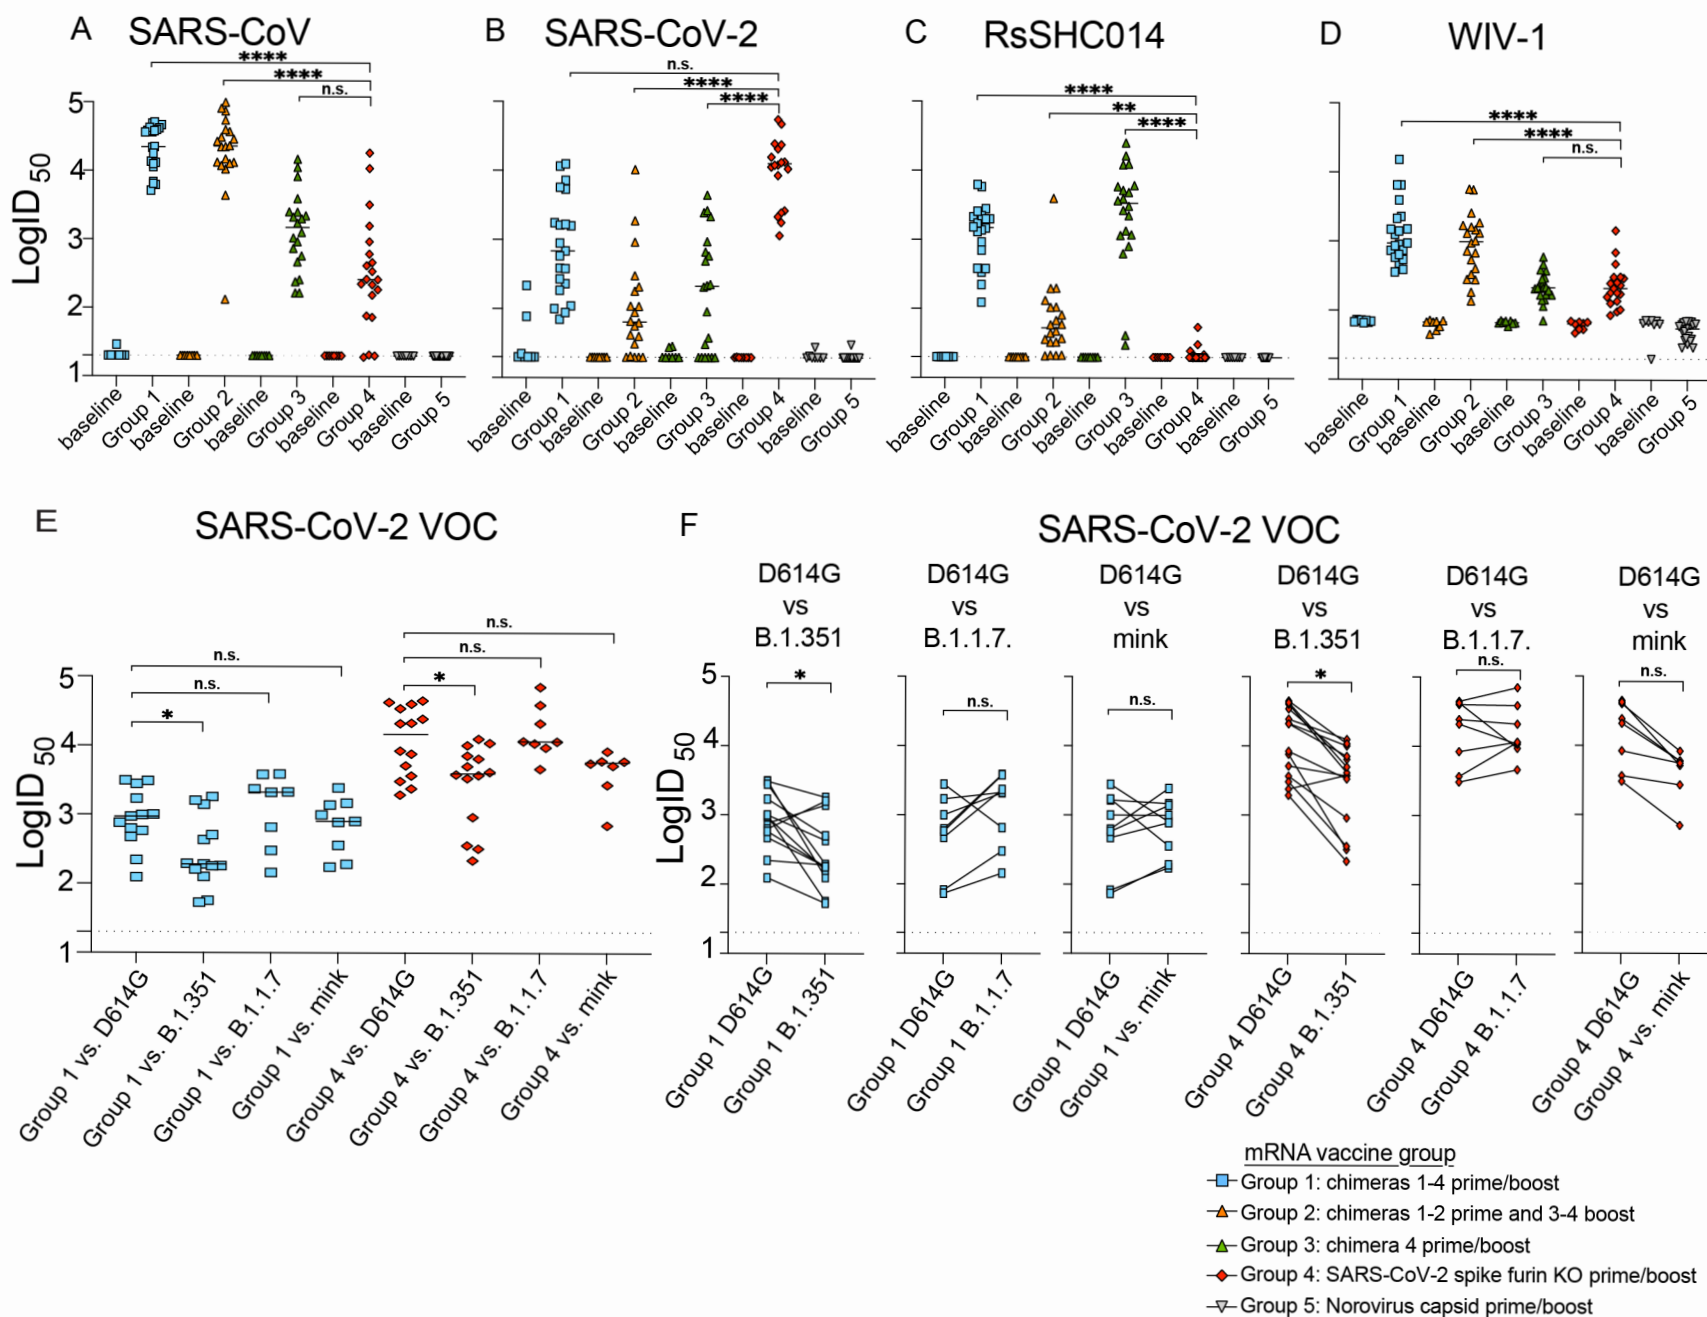 A SARS-CoV
B SARS-CoV-2
C RsSHC014
D WIV-1
LogID 50
5
4
3
2
1
****
****
n.s.
n.s.
****
****
****
**
****
****
****
n.s.
baseline
Group 1
baseline
Group 2
baseline
Group 3
baseline
Group 4
baseline
Group 5
baseline
Group 1
baseline
Group 2
baseline
Group 3
baseline
Group 4
baseline
Group 5
baseline
Group 1
baseline
Group 2
baseline
Group 3
baseline
Group 4
baseline
Group 5
baseline
Group 1
baseline
Group 2
baseline
Group 3
baseline
Group 4
baseline
Group 5
E SARS-CoV-2 VOC
LogID 50
5
4
3
2
1
n.s.
n.s.
*
n.s.
n.s.
*
Group 1 vs. D614G
Group 1 vs. B.1.351
Group 1 vs. B.1.1.7
Group 1 vs. mink
Group 4 vs. D614G
Group 4 vs. B.1.351
Group 4 vs. B.1.1.7
Group 4 vs. mink
F SARS-CoV-2 VOC
D614G
vs
B.1.351
D614G
vs
B.1.1.7.
D614G
vs
mink
D614G
vs
B.1.351
D614G
vs
B.1.1.7.
D614G
vs
mink
LogID 50
5
4
3
2
1
*
n.s.
n.s.
*
n.s.
n.s.
Group 1 D614G
Group 1 B.1.351
Group 1 D614G
Group 1 B.1.1.7
Group 1 D614G
Group 1 vs. mink
Group 4 D614G
Group 4 B.1.351
Group 4 D614G
Group 4 B.1.1.7
Group 4 D614G
Group 4 vs. mink
mRNA vaccine group
Group 1: chimeras 1-4 prime/boost
Group 2: chimeras 1-2 prime and 3-4 boost
Group 3: chimera 4 prime/boost
Group 4: SARS-CoV-2 spike furin KO prime/boost
Group 5: Norovirus capsid prime/boost